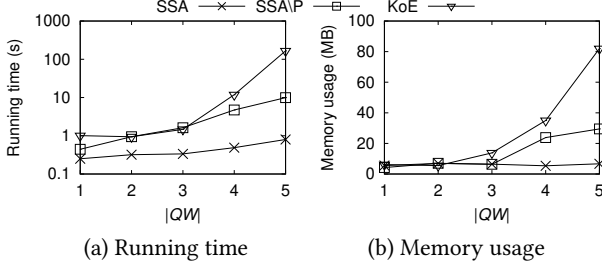 SSA SSA\P KoE
Running time (s)
1000
100
10
1
0.1
1 2 3 4 5
|QW|
(a) Running time
Memory usage (MB)
100
80
60
40
20
0
1 2 3 4 5
|QW|
(b) Memory usage